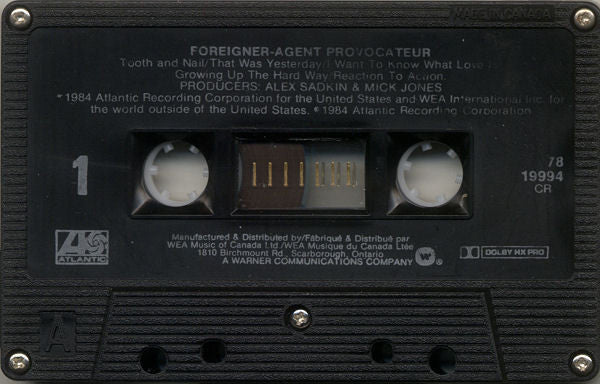 MADE IN CANADA
FOREIGNER-AGENT PROVOCATEUR
Tooth and Nail/That Was Yesterday/I Want To Know What Love Is/
Growing Up The Hard Way/Reaction To Action.
PRODUCERS: ALEX SADKIN & MICK JONES
℗1984 Atlantic Recording Corporation for the United States and WEA International Inc. for
the world outside of the United States. ©1984 Atlantic Recording Corporation
1
78
19994
CR
ATLANTIC
Manufactured & Distributed by/Fabriqué & Distribué par
WEA Music of Canada Ltd./WEA Musique du Canada Ltée
1810 Birchmount Rd., Scarborough, Ontario
A WARNER COMMUNICATIONS COMPANY
DOLBY HX PRO
A